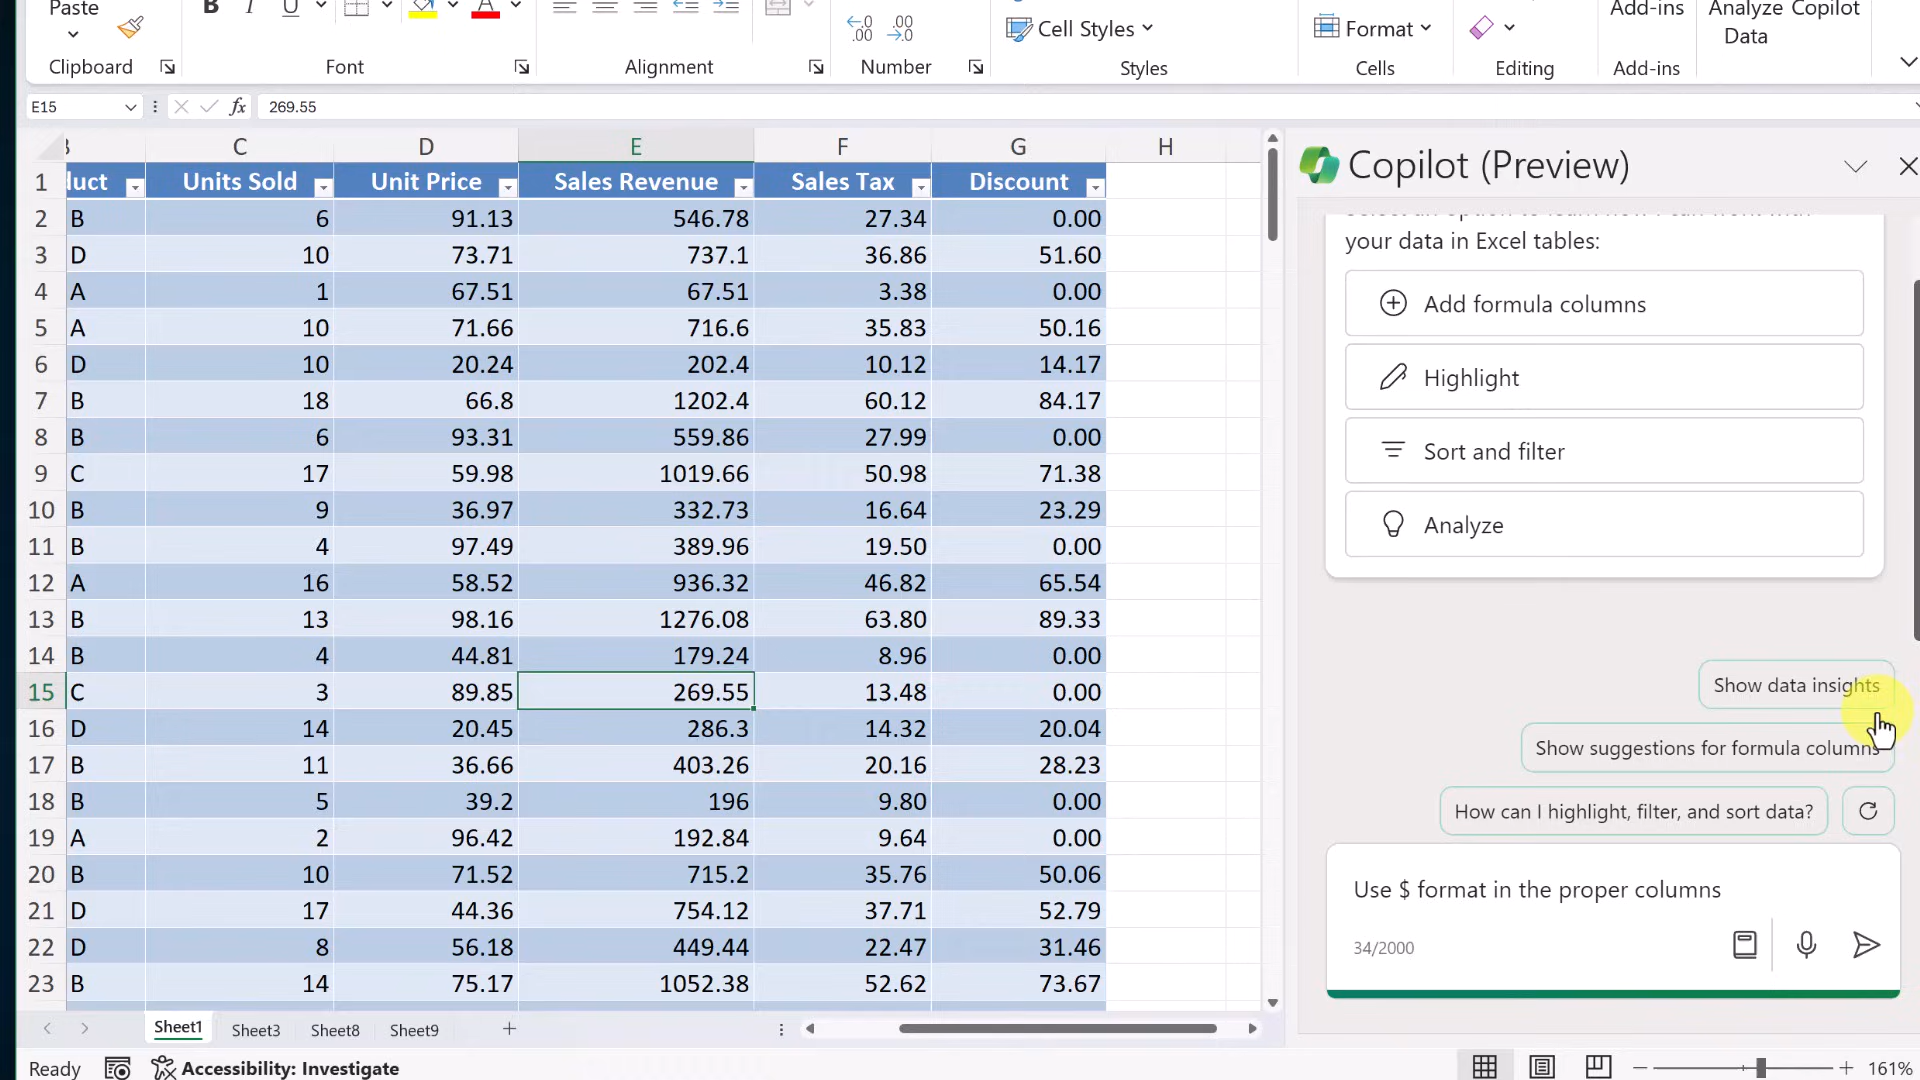 Paste
B I U A
.00 .00
Cell Styles
Format
Add-ins
Analyze Copilot
Data
Clipboard
Font
Alignment
Number
Styles
Cells
Editing
Add-ins
E15 fx 269.55
C D E F G H
1 duct Units Sold Unit Price Sales Revenue Sales Tax Discount
2 B 6 91.13 546.78 27.34 0.00
3 D 10 73.71 737.1 36.86 51.60
4 A 1 67.51 67.51 3.38 0.00
5 A 10 71.66 716.6 35.83 50.16
6 D 10 20.24 202.4 10.12 14.17
7 B 18 66.8 1202.4 60.12 84.17
8 B 6 93.31 559.86 27.99 0.00
9 C 17 59.98 1019.66 50.98 71.38
10 B 9 36.97 332.73 16.64 23.29
11 B 4 97.49 389.96 19.50 0.00
12 A 16 58.52 936.32 46.82 65.54
13 B 13 98.16 1276.08 63.80 89.33
14 B 4 44.81 179.24 8.96 0.00
15 C 3 89.85 269.55 13.48 0.00
16 D 14 20.45 286.3 14.32 20.04
17 B 11 36.66 403.26 20.16 28.23
18 B 5 39.2 196 9.80 0.00
19 A 2 96.42 192.84 9.64 0.00
20 B 10 71.52 715.2 35.76 50.06
21 D 17 44.36 754.12 37.71 52.79
22 D 8 56.18 449.44 22.47 31.46
23 B 14 75.17 1052.38 52.62 73.67
Sheet1 Sheet3 Sheet8 Sheet9
Ready
Accessibility: Investigate
161%
Copilot (Preview)
your data in Excel tables:
Add formula columns
Highlight
Sort and filter
Analyze
Show data insights
Show suggestions for formula columns
How can I highlight, filter, and sort data?
Use $ format in the proper columns
34/2000